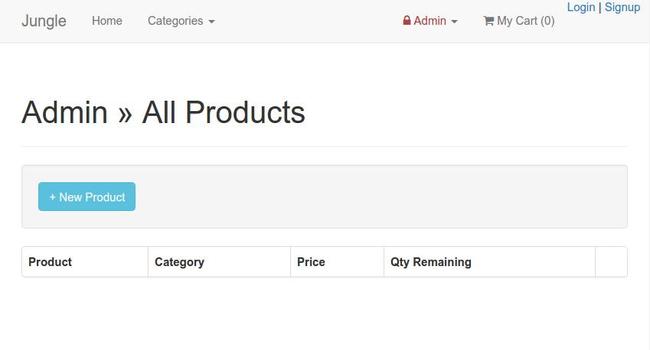 Login | Signup
Jungle Home Categories Admin My Cart (0)
Admin » All Products
+ New Product
Product Category Price Qty Remaining